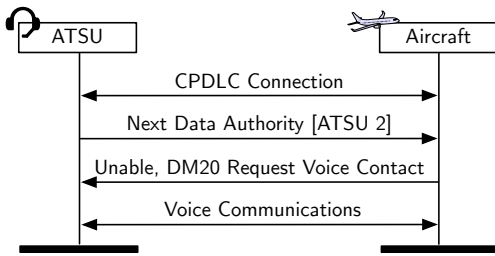 ATSU
Aircraft
CPDLC Connection
Next Data Authority [ATSU 2]
Unable, DM20 Request Voice Contact
Voice Communications